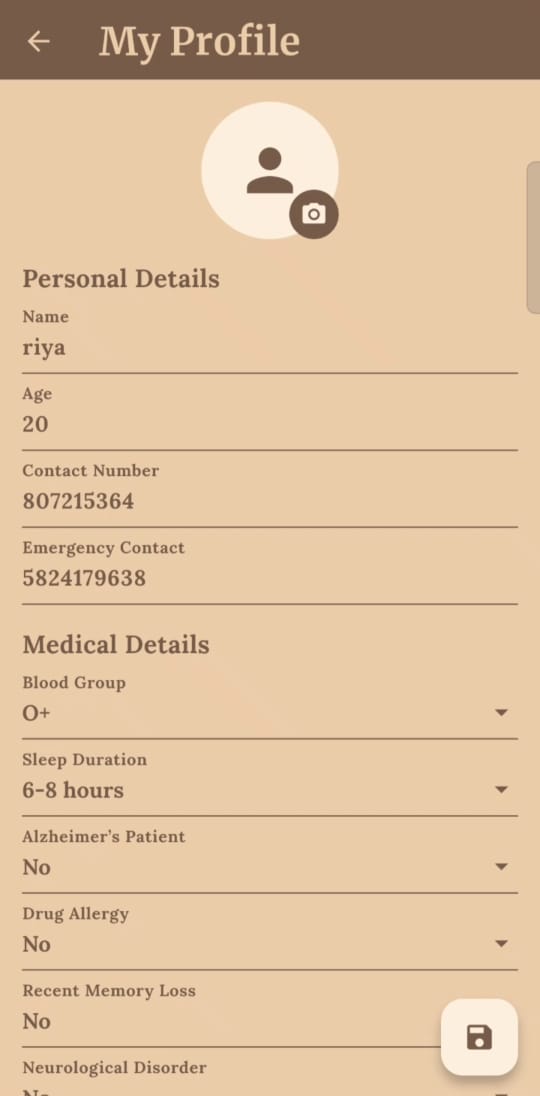 My Profile
Personal Details
Name
riya
Age
20
Contact Number
807215364
Emergency Contact
5824179638
Medical Details
Blood Group
O+
Sleep Duration
6-8 hours
Alzheimer's Patient
No
Drug Allergy
No
Recent Memory Loss
No
Neurological Disorder